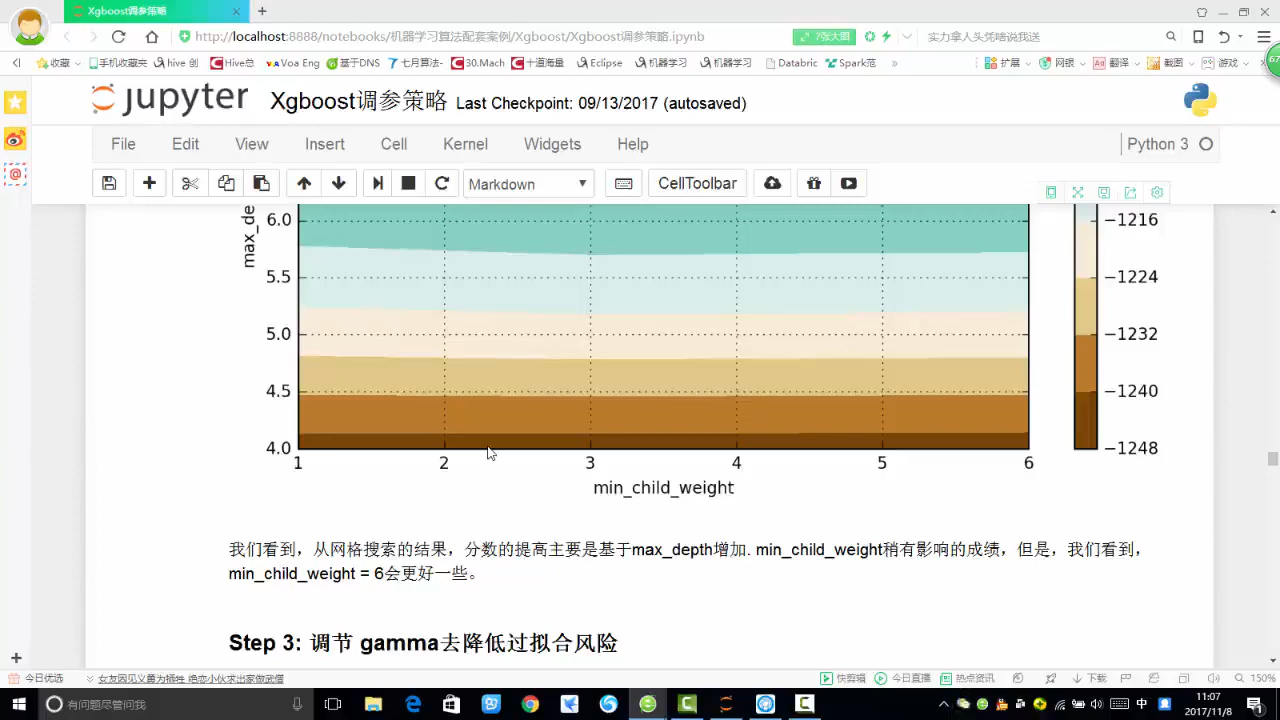 Xgboost调参策略
http://localhost:8888/notebooks/机器学习算法配套案例/Xgboost/Xgboost调参策略.ipynb
?张大图
实力拿人头凭啥说我送
收藏 手机收藏夹 hive 创 Hive总 Voa Eng 基于DNS 七月算法- 30.Mach 十道海量 Eclipse 机器学习 机器学习 Databric Spark芯
扩展 网银 翻译 截图 游戏
jupyter Xgboost调参策略 Last Checkpoint: 09/13/2017 (autosaved)
File Edit View Insert Cell Kernel Widgets Help Python 3
Markdown CellToolbar
max_de
6.0
5.5
5.0
4.5
4.0
1 2 3 4 5 6
min_child_weight
−1216
−1224
−1232
−1240
−1248
我们看到，从网格搜索的结果，分数的提高主要是基于max_depth增加. min_child_weight稍有影响的成绩，但是，我们看到，
min_child_weight = 6会更好一些。
Step 3: 调节 gamma去降低过拟合风险
今日优选 女友因见义勇为牺牲 绝恋小伙求出家做武僧
快剪辑 今日直播 热点资讯 下载 150%
有问题尽管问我
中
11:07
2017/11/8